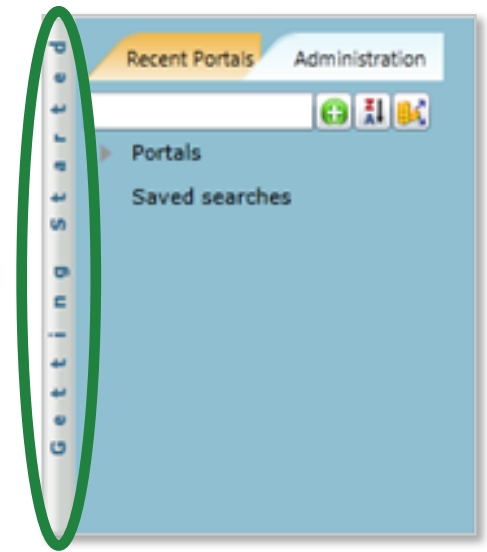 Getting Started
Recent Portals
Administration
Portals
Saved searches